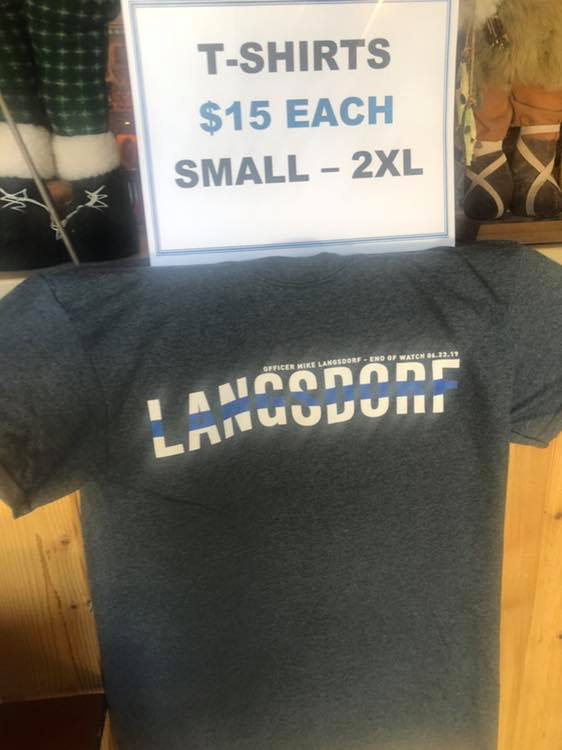 T-SHIRTS
$15 EACH
SMALL – 2XL
OFFICER MIKE LANGSDORF - END OF WATCH 06.23.19
LANGSDORF